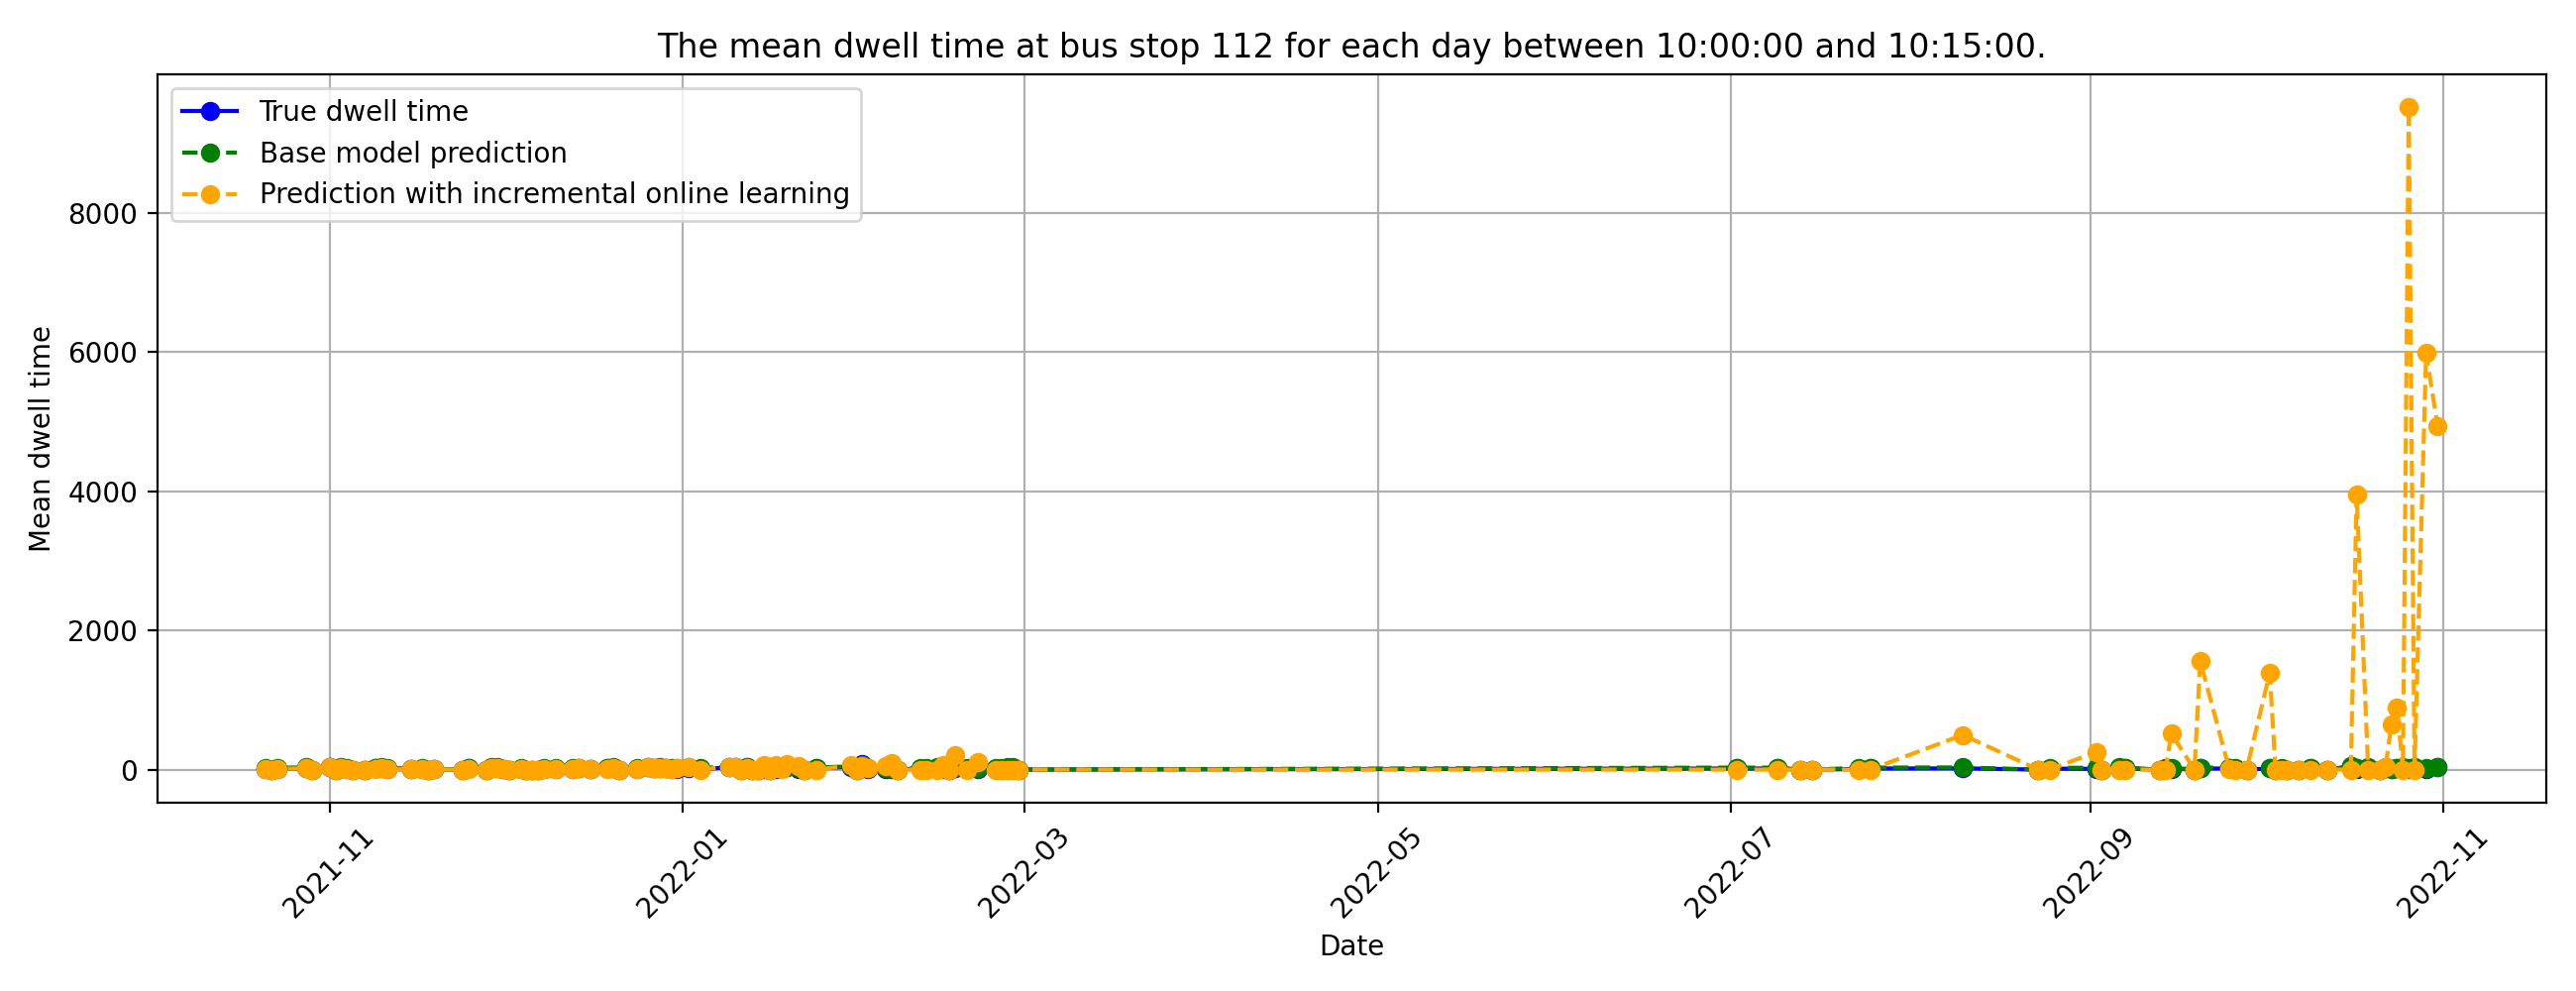 The mean dwell time at bus stop 112 for each day between 10:00:00 and 10:15:00.
True dwell time
Base model prediction
Prediction with incremental online learning
Mean dwell time
8000
6000
4000
2000
0
2021-11
2022-01
2022-03
2022-05
2022-07
2022-09
2022-11
Date